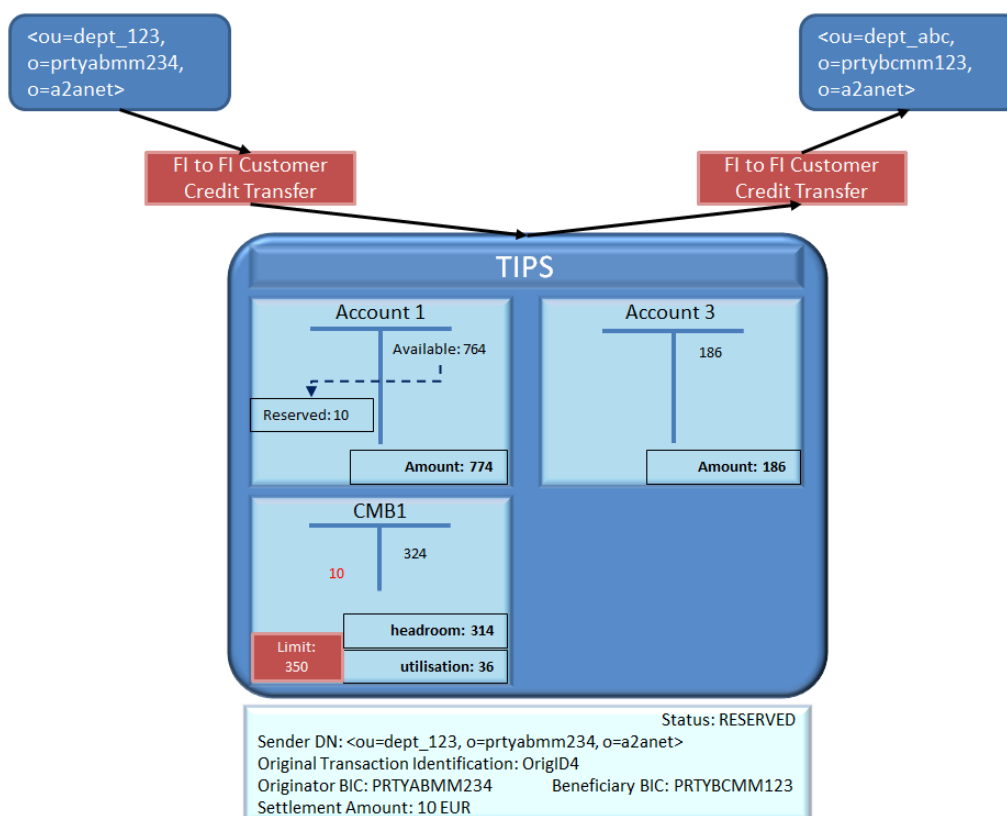 <ou=dept_123,
o=prtyabmm234,
o=a2anet>
<ou=dept_abc,
o=prtybcmm123,
o=a2anet>
FI to FI Customer
Credit Transfer
FI to FI Customer
Credit Transfer
TIPS
Account 1
Available: 764
Reserved: 10
Amount: 774
Account 3
186
Amount: 186
CMB1
324
10
headroom: 314
Limit:
350
utilisation: 36
Status: RESERVED
Sender DN: <ou=dept_123, o=prtyabmm234, o=a2anet>
Original Transaction Identification: OrigID4
Originator BIC: PRTYABMM234 Beneficiary BIC: PRTYBCMM123
Settlement Amount: 10 EUR